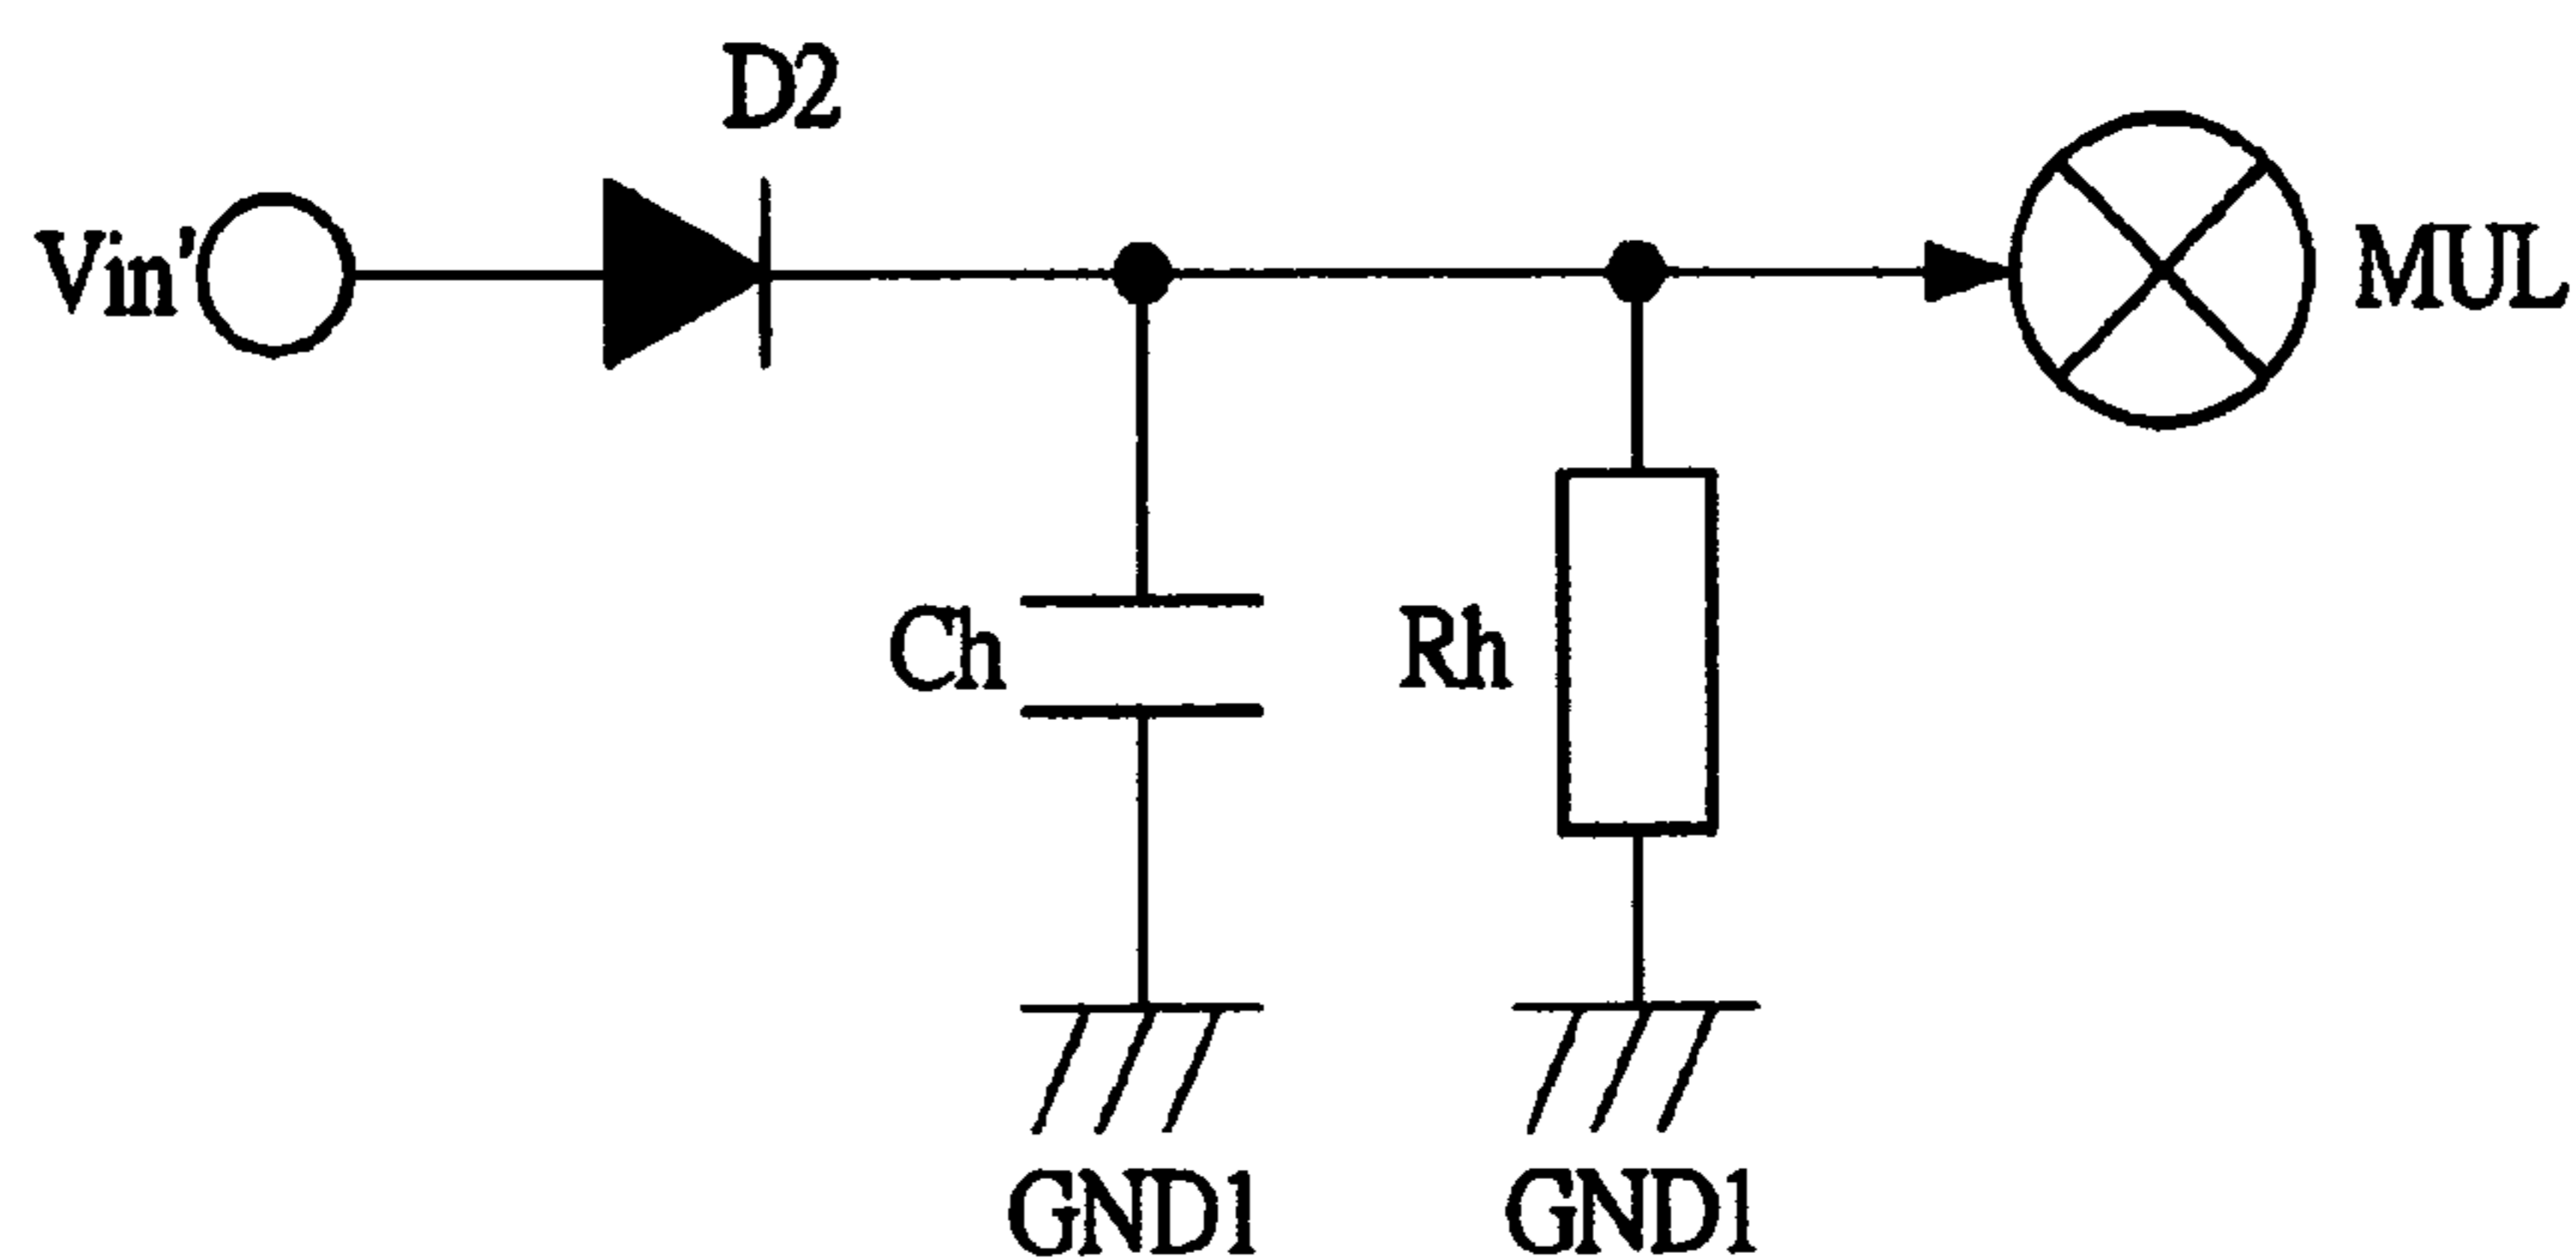 D2
Vin'
MUL
Ch
Rh
GND1
GND1